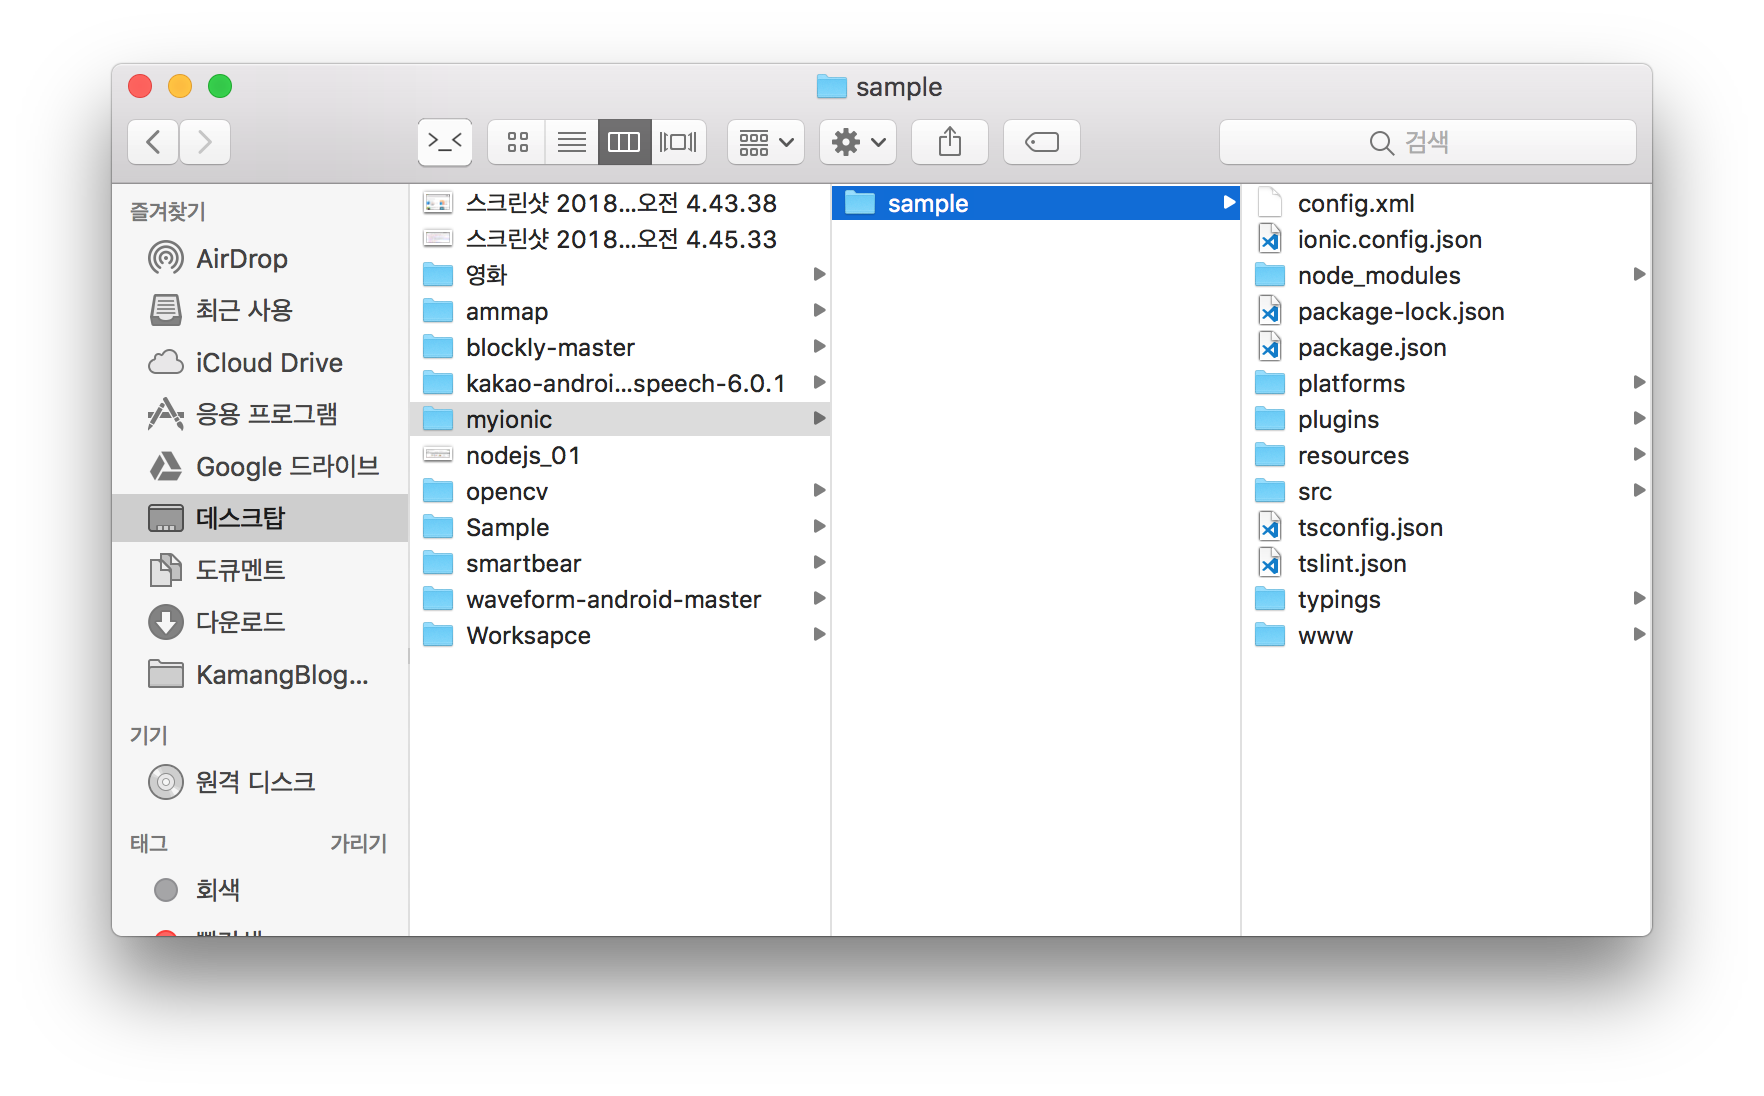 sample
>_<
검색
즐겨찾기
AirDrop
최근 사용
iCloud Drive
응용 프로그램
Google 드라이브
데스크탑
도큐멘트
다운로드
KamangBlog...
기기
원격 디스크
태그 가리기
회색
스크린샷 2018...오전 4.43.38
스크린샷 2018...오전 4.45.33
영화
ammap
blockly-master
kakao-androi...speech-6.0.1
myionic
nodejs_01
opencv
Sample
smartbear
waveform-android-master
Worksapce
sample
config.xml
ionic.config.json
node_modules
package-lock.json
package.json
platforms
plugins
resources
src
tsconfig.json
tslint.json
typings
www